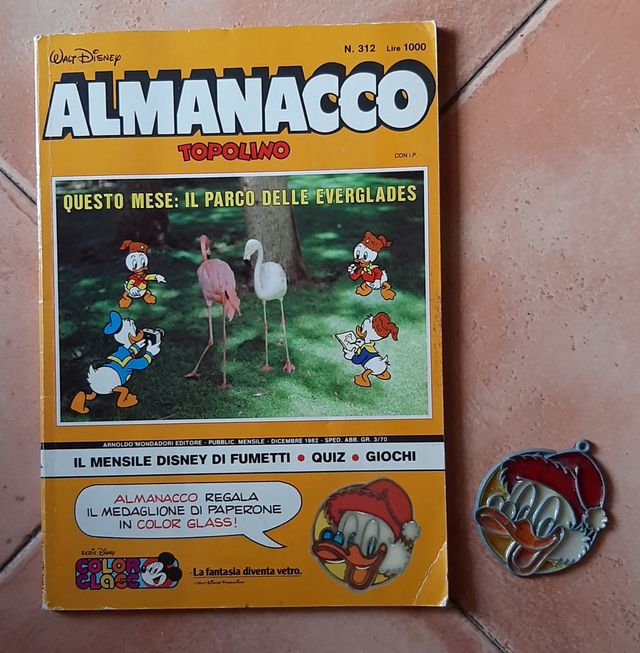 WALT DISNEY
N. 312 Lire 1000
ALMANACCO
TOPOLINO
CON I.P.
QUESTO MESE: IL PARCO DELLE EVERGLADES
ARNOLDO MONDADORI EDITORE - PUBBLIC. MENSILE - DICEMBRE 1982 - SPED. ABB. GR. 3/70
IL MENSILE DISNEY DI FUMETTI • QUIZ • GIOCHI
ALMANACCO REGALA
IL MEDAGLIONE DI PAPERONE
IN COLOR GLASS!
SERIE DISNEY
COLOR
GLASS
La fantasia diventa vetro.